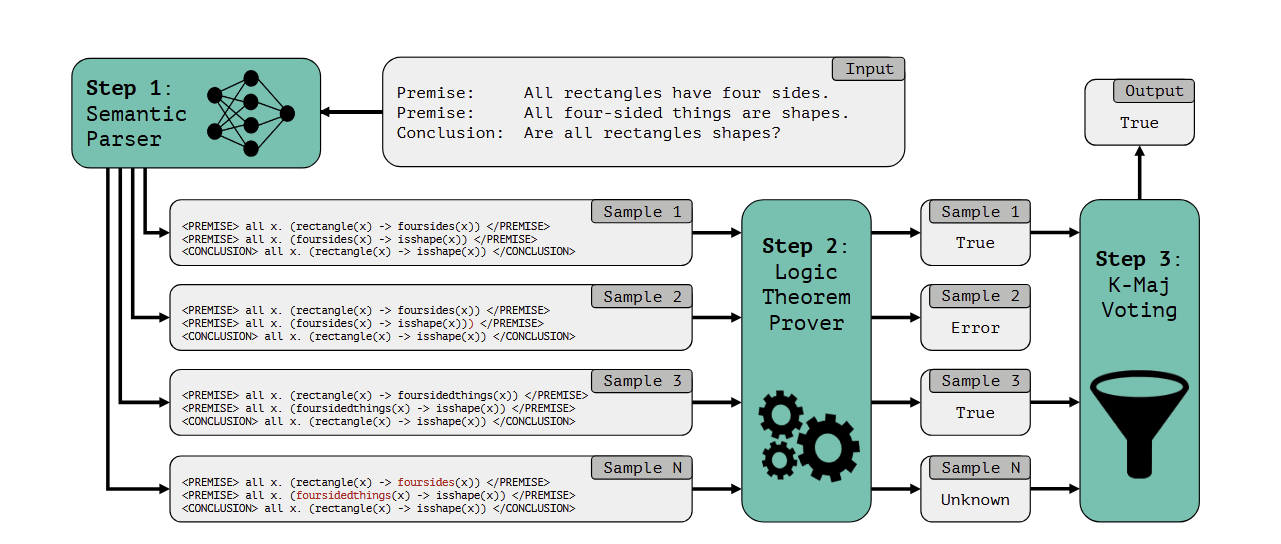 Step 1:
Semantic
Parser
Input
Premise: All rectangles have four sides.
Premise: All four-sided things are shapes.
Conclusion: Are all rectangles shapes?
Output
True
Sample 1
<PREMISE> all x. (rectangle(x) -> foursides(x)) </PREMISE>
<PREMISE> all x. (foursides(x) -> isshape(x)) </PREMISE>
<CONCLUSION> all x. (rectangle(x) -> isshape(x)) </CONCLUSION>
Sample 2
<PREMISE> all x. (rectangle(x) -> foursides(x)) </PREMISE>
<PREMISE> all x. (foursides(x) -> isshape(x))) </PREMISE>
<CONCLUSION> all x. (rectangle(x) -> isshape(x)) </CONCLUSION>
Sample 3
<PREMISE> all x. (rectangle(x) -> foursidedthings(x)) </PREMISE>
<PREMISE> all x. (foursidedthings(x) -> isshape(x)) </PREMISE>
<CONCLUSION> all x. (rectangle(x) -> isshape(x)) </CONCLUSION>
Sample N
<PREMISE> all x. (rectangle(x) -> foursides(x)) </PREMISE>
<PREMISE> all x. (foursidedthings(x) -> isshape(x)) </PREMISE>
<CONCLUSION> all x. (rectangle(x) -> isshape(x)) </CONCLUSION>
Step 2:
Logic
Theorem
Prover
Sample 1
True
Sample 2
Error
Sample 3
True
Sample N
Unknown
Step 3:
K-Maj
Voting